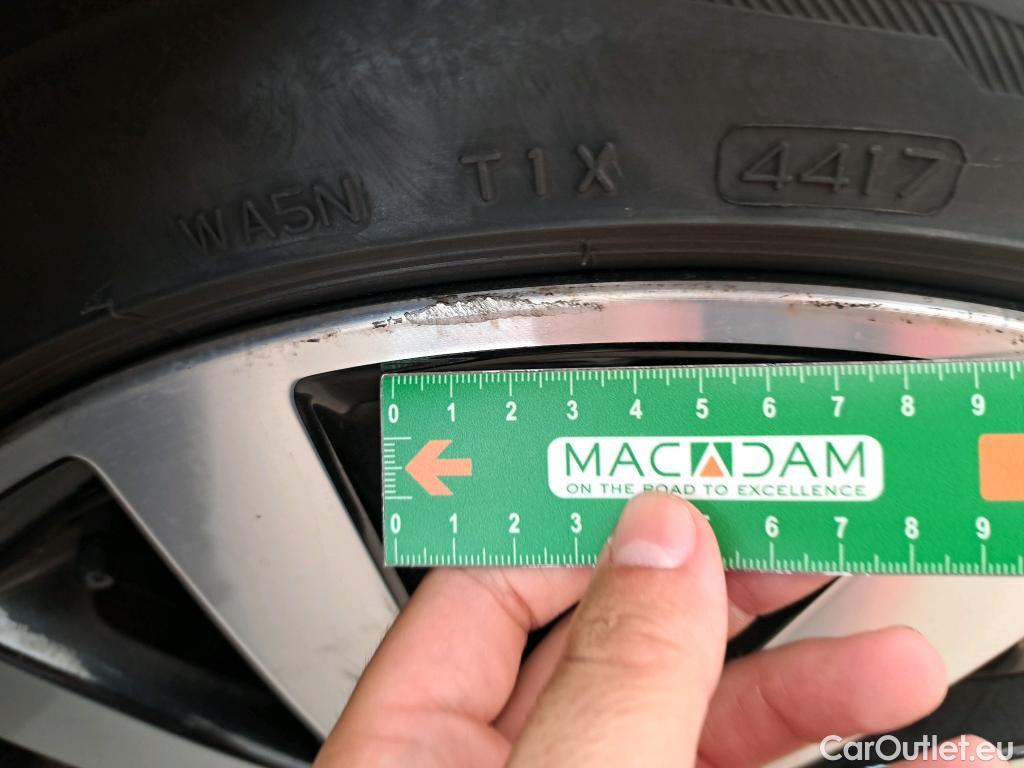 WA5N T1X 4417
0 1 2 3 4 5 6 7 8 9
MACADAM
ON THE ROAD TO EXCELLENCE
0 1 2 3 6 7 8 9
CarOutlet.eu